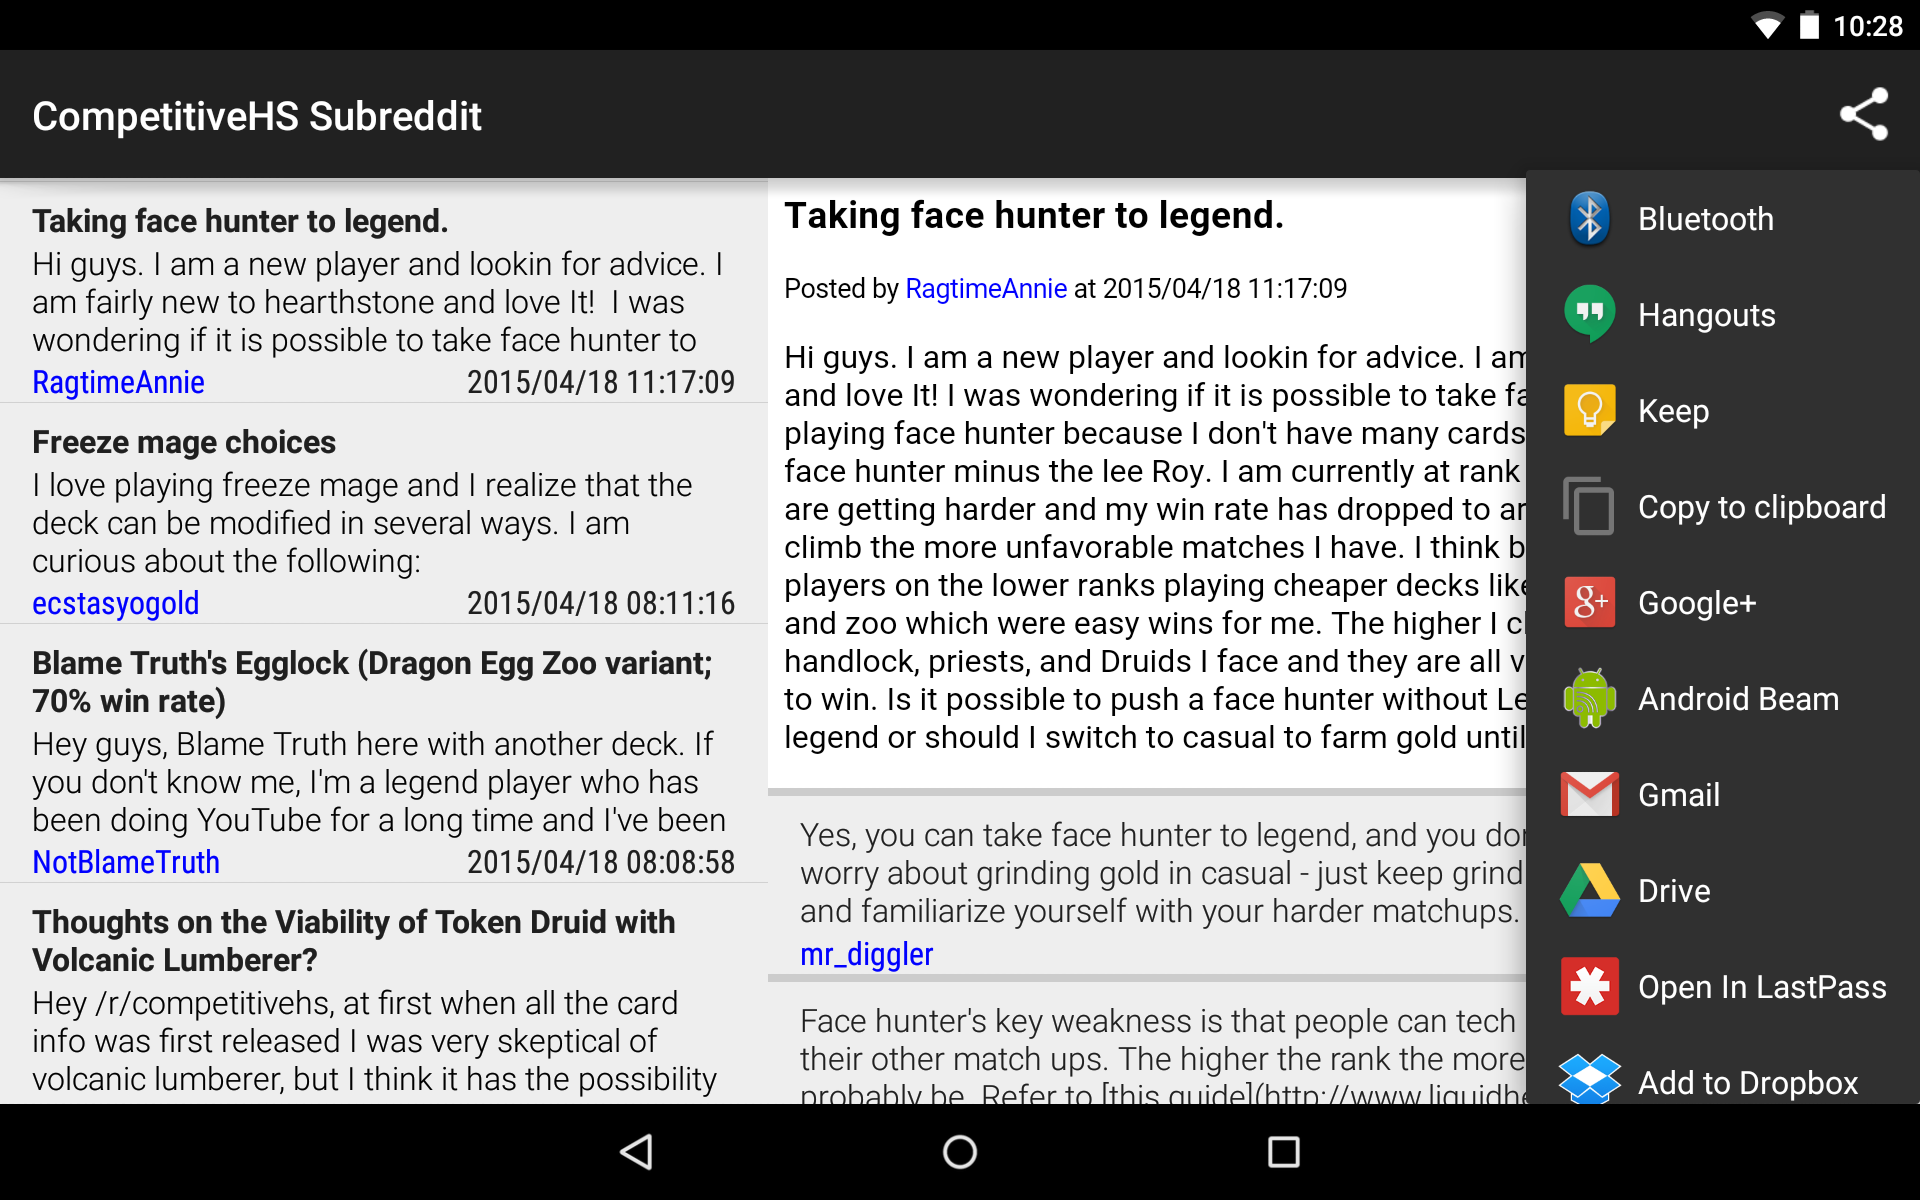 10:28
CompetitiveHS Subreddit
Taking face hunter to legend.
Hi guys. I am a new player and lookin for advice. I
am fairly new to hearthstone and love It!  I was
wondering if it is possible to take face hunter to
RagtimeAnnie 2015/04/18 11:17:09
Freeze mage choices
I love playing freeze mage and I realize that the
deck can be modified in several ways. I am
curious about the following:
ecstasyogold 2015/04/18 08:11:16
Blame Truth's Egglock (Dragon Egg Zoo variant;
70% win rate)
Hey guys, Blame Truth here with another deck. If
you don't know me, I'm a legend player who has
been doing YouTube for a long time and I've been
NotBlameTruth 2015/04/18 08:08:58
Thoughts on the Viability of Token Druid with
Volcanic Lumberer?
Hey /r/competitivehs, at first when all the card
info was first released I was very skeptical of
volcanic lumberer, but I think it has the possibility
Taking face hunter to legend.
Posted by RagtimeAnnie at 2015/04/18 11:17:09
Hi guys. I am a new player and lookin for advice. I am
and love It! I was wondering if it is possible to take
playing face hunter because I don't have many cards
face hunter minus the lee Roy. I am currently at rank
are getting harder and my win rate has dropped to
climb the more unfavorable matches I have. I think
players on the lower ranks playing cheaper decks like
and zoo which were easy wins for me. The higher I
handlock, priests, and Druids I face and they are all
to win. Is it possible to push a face hunter without
legend or should I switch to casual to farm gold until
Yes, you can take face hunter to legend, and you
worry about grinding gold in casual - just keep
and familiarize yourself with your harder matchups.
mr_diggler
Face hunter's key weakness is that people can tech
their other match ups. The higher the rank the more
probably be. Refer to [this guide](http://www.liquidhe
Bluetooth
Hangouts
Keep
Copy to clipboard
Google+
Android Beam
Gmail
Drive
Open In LastPass
Add to Dropbox